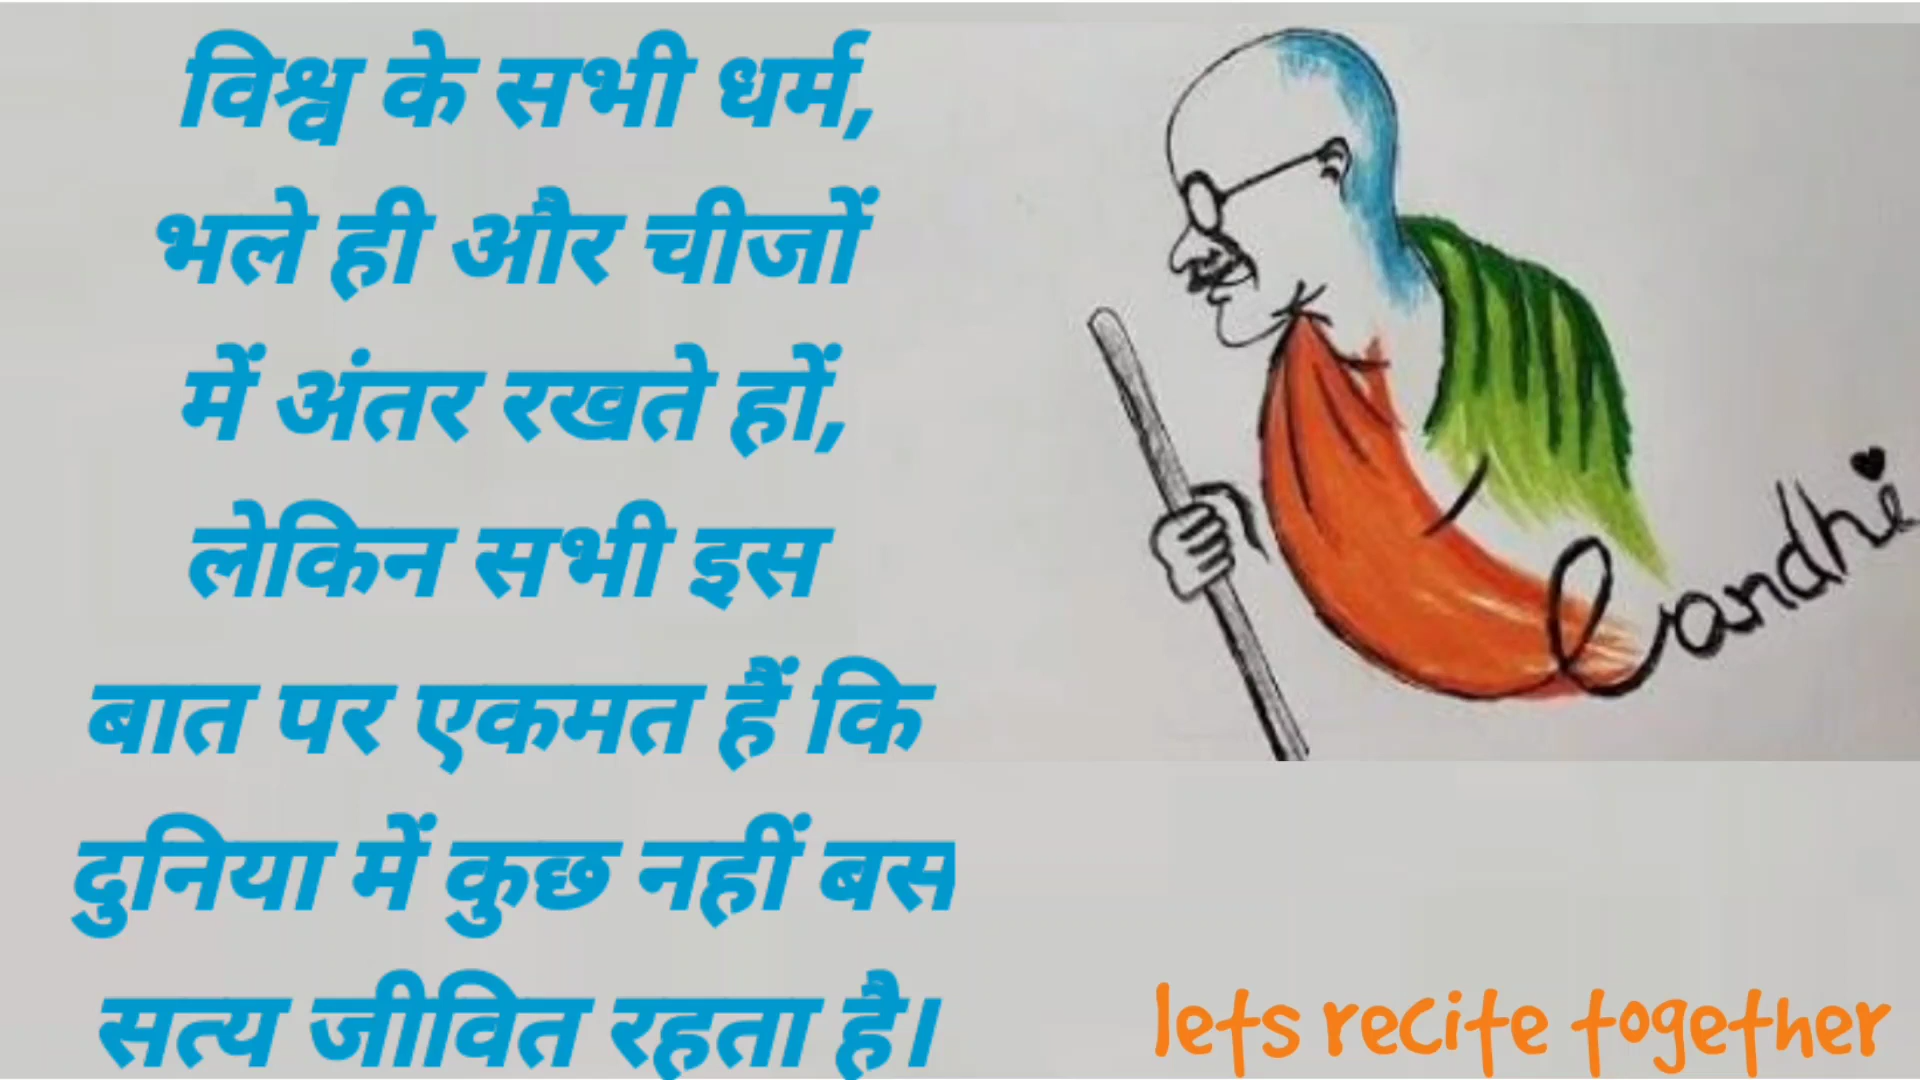 विश्व के सभी धर्म,
भले ही और चीजों
में अंतर रखते हों,
लेकिन सभी इस
बात पर एकमत हैं कि
दुनिया में कुछ नहीं बस
सत्य जीवित रहता है।
Gandhi
lets recite together